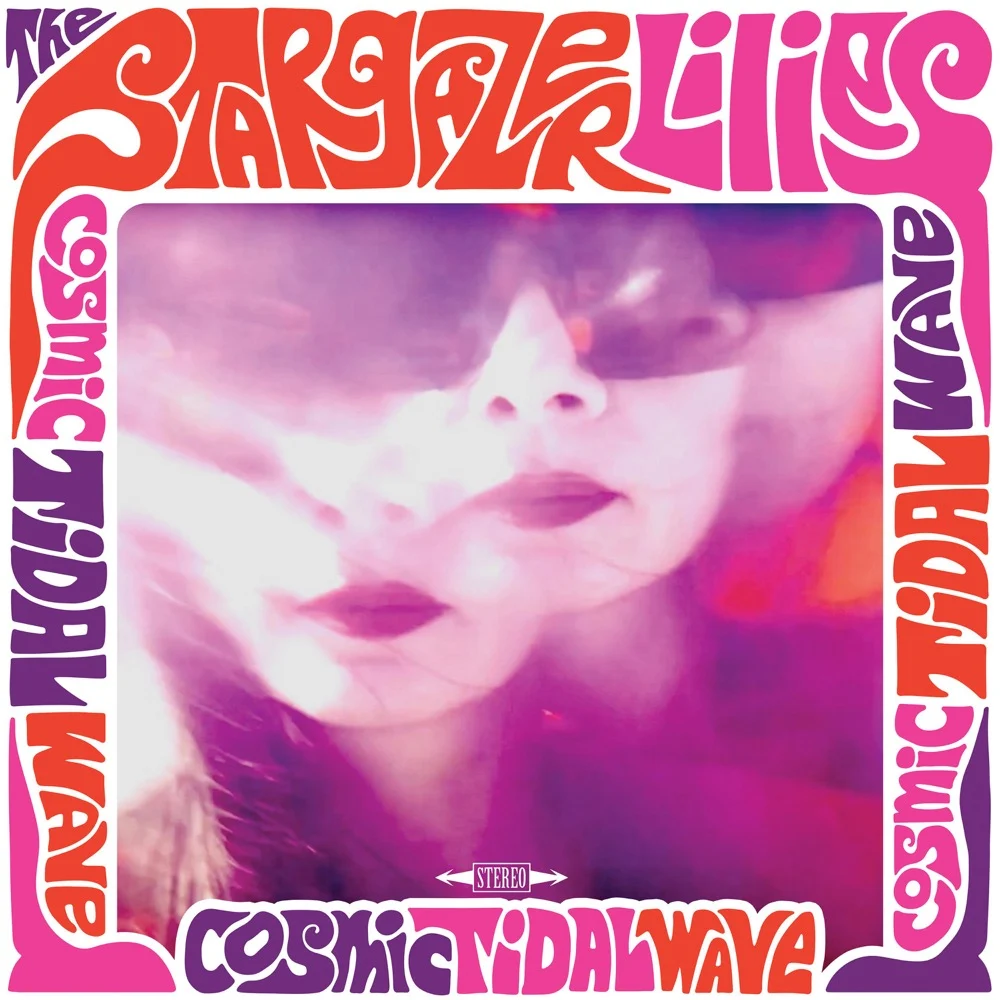 The STARGAZER LILIES
COSMIC TIDAL WAVE
COSMIC TIDAL WAVE
STEREO
COSMIC TIDAL WAVE